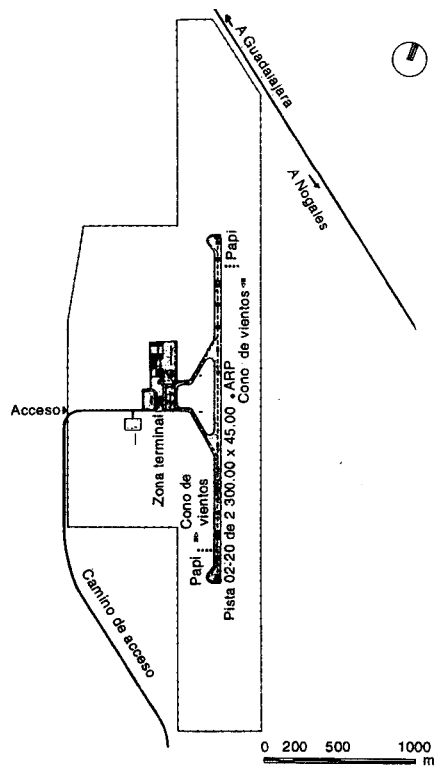 A Guadalajara
A Nogales
Papi
Cono de vientos
ARP
Pista 02-20 de 2 300.00 x 45.00
Acceso
Zona terminal
Cono de
vientos
Papi
Camino de acceso
0 200 500 1000
m